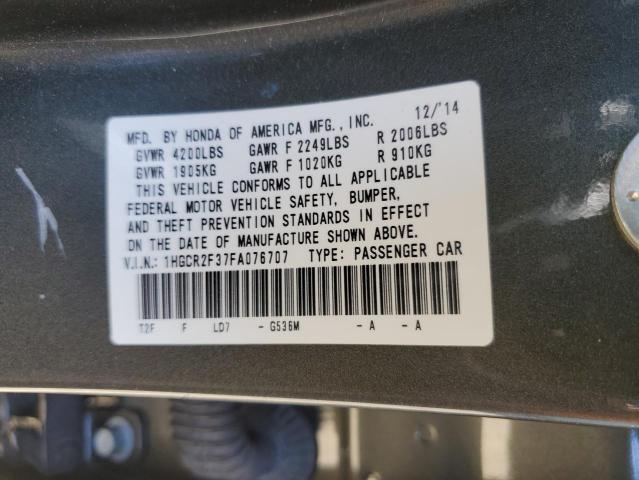 12/'14
MFD. BY HONDA OF AMERICA MFG., INC.
GVWR 4200LBS GAWR F 2249LBS R 2006LBS
GVWR 1905KG GAWR F 1020KG R 910KG
THIS VEHICLE CONFORMS TO ALL APPLICABLE
FEDERAL MOTOR VEHICLE SAFETY, BUMPER,
AND THEFT PREVENTION STANDARDS IN EFFECT
ON THE DATE OF MANUFACTURE SHOWN ABOVE.
V.I.N.: 1HGCR2F37FA076707 TYPE: PASSENGER CAR
T2F F LD7 - G536M - A - A